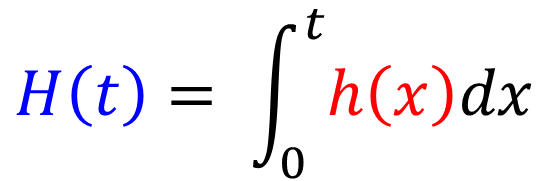 H(t) = ∫₀ᵗ h(x)dx